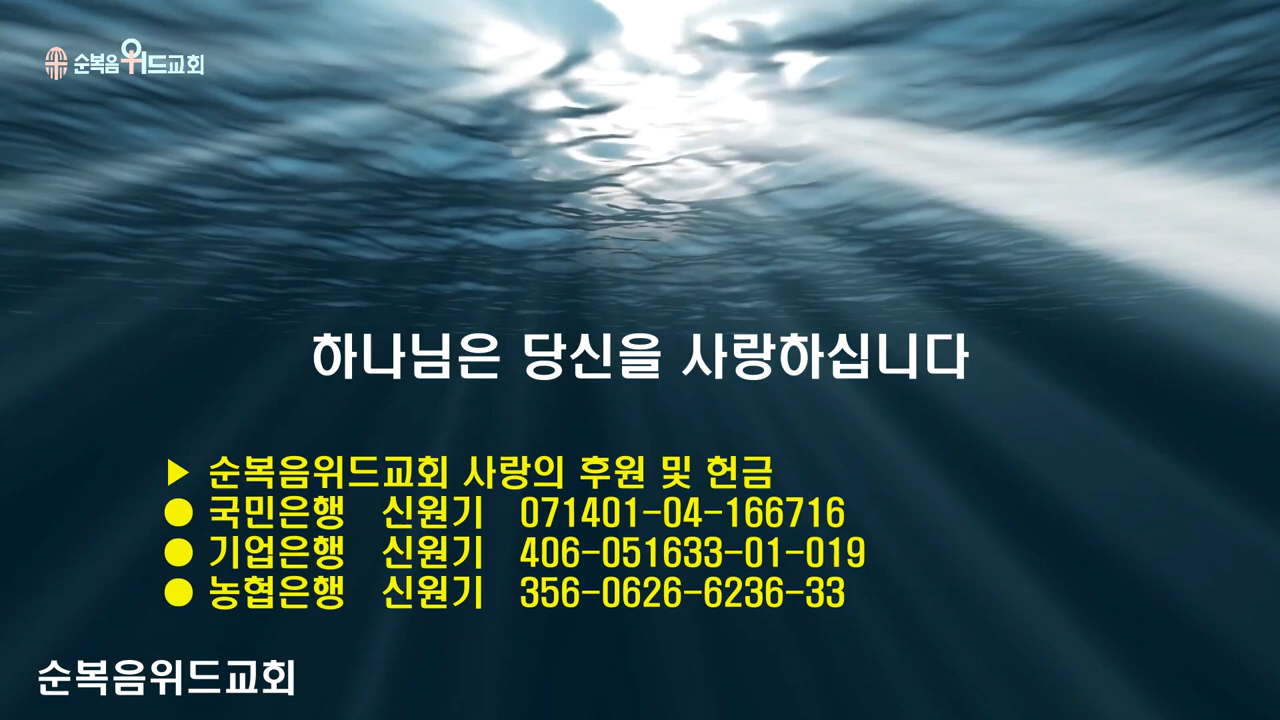 순복음위드교회
하나님은 당신을 사랑하십니다
▶ 순복음위드교회 사랑의 후원 및 헌금
● 국민은행 신원기 071401-04-166716
● 기업은행 신원기 406-051633-01-019
● 농협은행 신원기 356-0626-6236-33
순복음위드교회